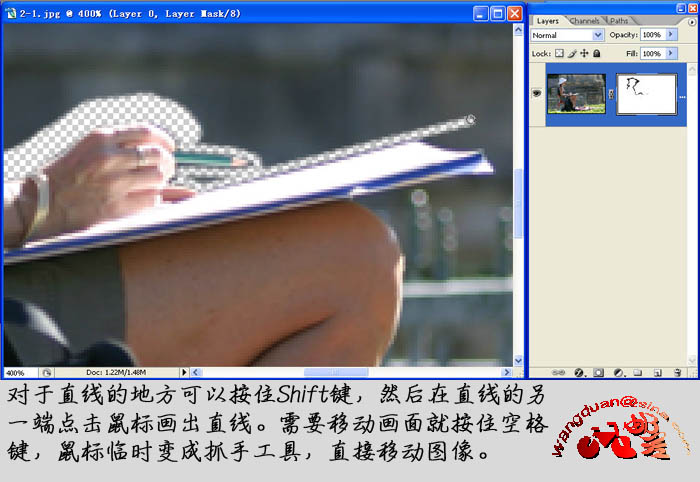 2-1.jpg @ 400% (Layer 0, Layer Mask/8)
Layers Channels Paths
Normal Opacity: 100%
Lock: Fill: 100%
400% Doc: 1.22M/1.48M
对于直线的地方可以按住Shift键，然后在直线的另
一端点击鼠标画出直线。需要移动画面就按住空格
键，鼠标临时变成抓手工具，直接移动图像。
wangduan@sina.com